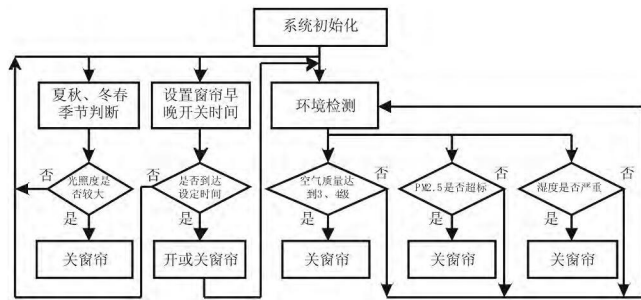 系统初始化
夏秋、冬春
季节判断
设置窗帘早
晚开关时间
环境检测
否
光照度是
否较大
否
是否到达
设定时间
空气质量达
到3、4级
否
PM2.5是否超标
否
湿度是否严重
否
是
是
是
是
是
关窗帘
开或关窗帘
关窗帘
关窗帘
关窗帘